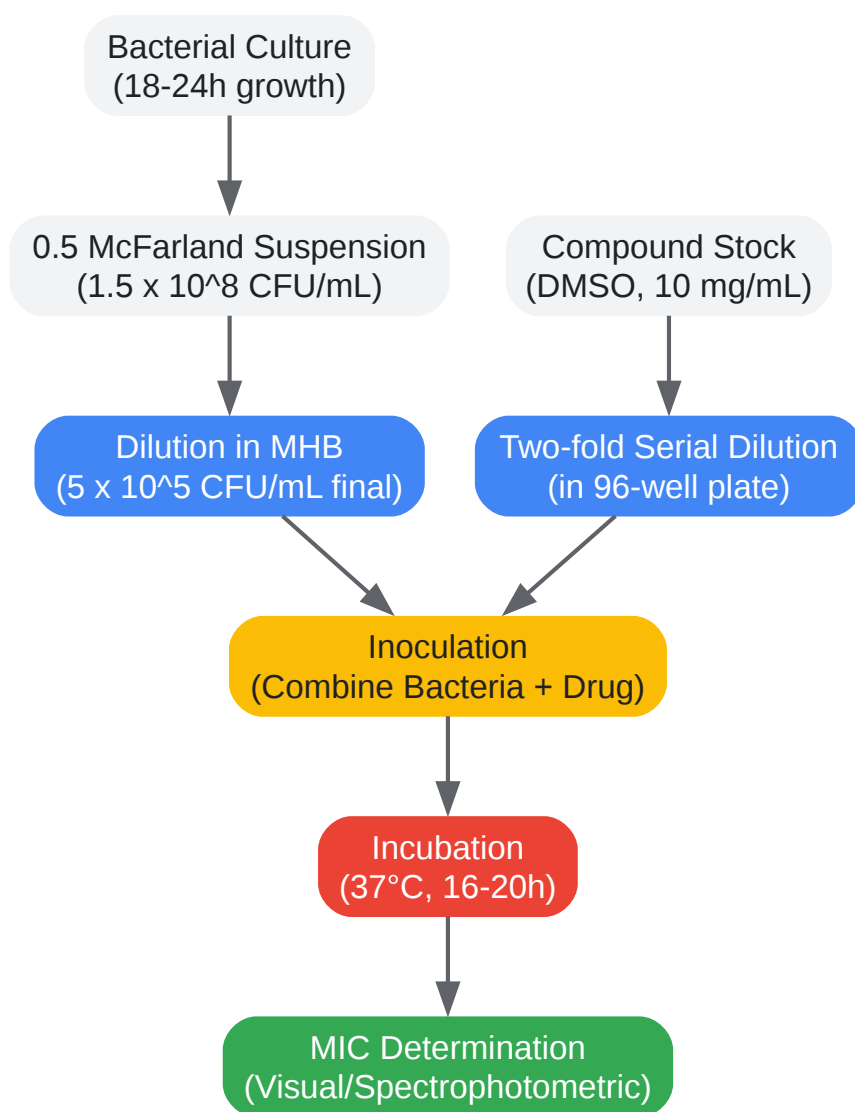 Bacterial Culture
(18-24h growth)
0.5 McFarland Suspension
(1.5 x 10^8 CFU/mL)
Compound Stock
(DMSO, 10 mg/mL)
Dilution in MHB
(5 x 10^5 CFU/mL final)
Two-fold Serial Dilution
(in 96-well plate)
Inoculation
(Combine Bacteria + Drug)
Incubation
(37°C, 16-20h)
MIC Determination
(Visual/Spectrophotometric)